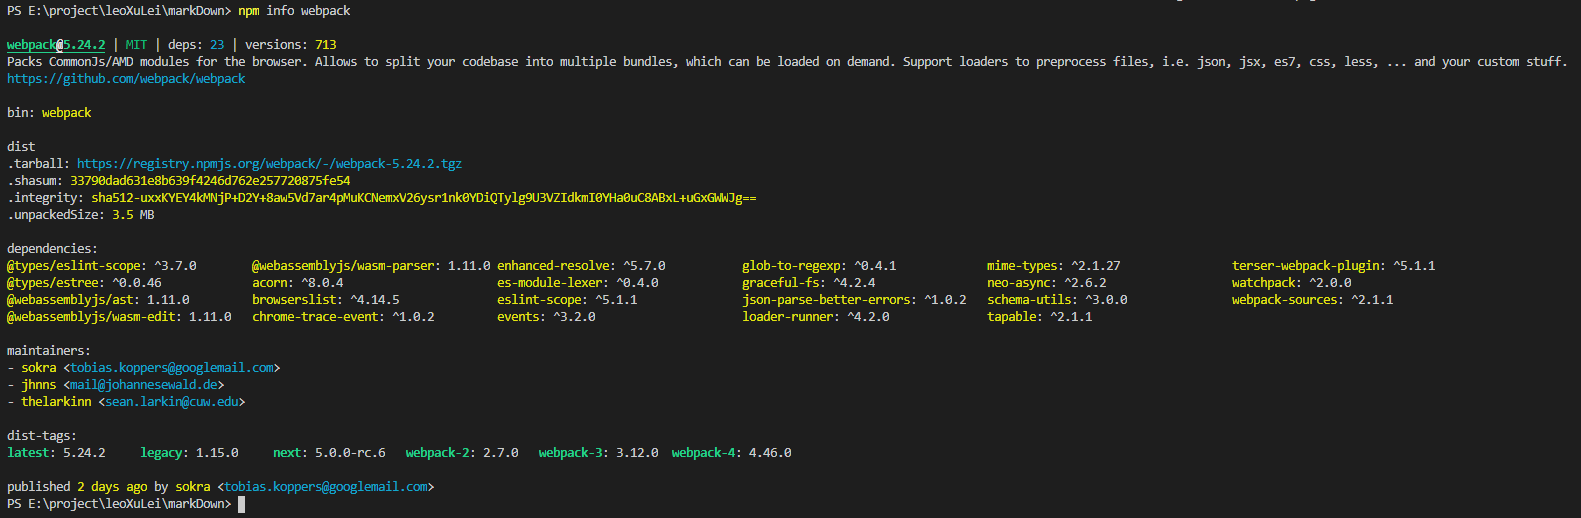 PS E:\project\leoXuLei\markDown> npm info webpack
webpack@5.24.2 | MIT | deps: 23 | versions: 713
Packs CommonJs/AMD modules for the browser. Allows to split your codebase into multiple bundles, which can be loaded on demand. Support loaders to preprocess files, i.e. json, jsx, es7, css, less, ... and your custom stuff.
https://github.com/webpack/webpack
bin: webpack
dist
.tarball: https://registry.npmjs.org/webpack/-/webpack-5.24.2.tgz
.shasum: 33790dad631e8b639f4246d762e257720875fe54
.integrity: sha512-uxxKYEY4kMNjP+D2Y+8aw5Vd7ar4pMuKCNemxV26ysr1nk0YDiQTylg9U3VZIdkmI0YHa0uC8ABxL+uGxGWWJg==
.unpackedSize: 3.5 MB
dependencies:
@types/eslint-scope: ^3.7.0 @webassemblyjs/wasm-parser: 1.11.0 enhanced-resolve: ^5.7.0 glob-to-regexp: ^0.4.1 mime-types: ^2.1.27 terser-webpack-plugin: ^5.1.1
@types/estree: ^0.0.46 acorn: ^8.0.4 es-module-lexer: ^0.4.0 graceful-fs: ^4.2.4 neo-async: ^2.6.2 watchpack: ^2.0.0
@webassemblyjs/ast: 1.11.0 browserslist: ^4.14.5 eslint-scope: ^5.1.1 json-parse-better-errors: ^1.0.2 schema-utils: ^3.0.0 webpack-sources: ^2.1.1
@webassemblyjs/wasm-edit: 1.11.0 chrome-trace-event: ^1.0.2 events: ^3.2.0 loader-runner: ^4.2.0 tapable: ^2.1.1
maintainers:
- sokra <tobias.koppers@googlemail.com>
- jhnns <mail@johannesewald.de>
- thelarkinn <sean.larkin@cuw.edu>
dist-tags:
latest: 5.24.2 legacy: 1.15.0 next: 5.0.0-rc.6 webpack-2: 2.7.0 webpack-3: 3.12.0 webpack-4: 4.46.0
published 2 days ago by sokra <tobias.koppers@googlemail.com>
PS E:\project\leoXuLei\markDown>